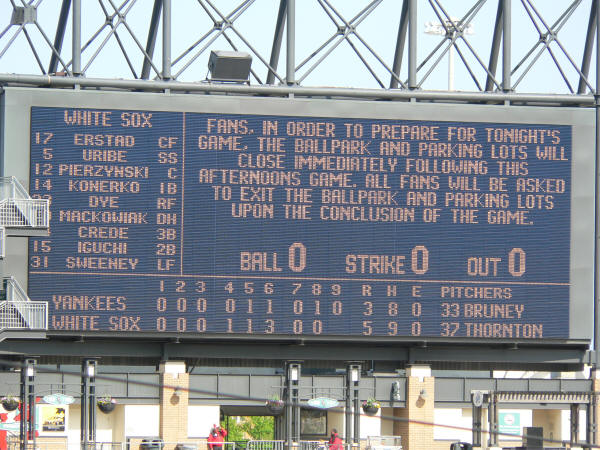 WHITE SOX
17 ERSTAD CF
5 URIBE SS
12 PIERZYNSKI C
14 KONERKO 1B
DYE RF
MACKOWIAK DH
CREDE 3B
15 IGUCHI 2B
31 SWEENEY LF
FANS, IN ORDER TO PREPARE FOR TONIGHT'S
GAME, THE BALLPARK AND PARKING LOTS WILL
CLOSE IMMEDIATELY FOLLOWING THIS
AFTERNOONS GAME. ALL FANS WILL BE ASKED
TO EXIT THE BALLPARK AND PARKING LOTS
UPON THE CONCLUSION OF THE GAME.
BALL 0 STRIKE 0 OUT 0
1 2 3 4 5 6 7 8 9 R H E PITCHERS
YANKEES 0 0 0 0 1 1 0 1 0 3 8 0 33 BRUNEY
WHITE SOX 0 0 0 1 1 3 0 0 5 9 0 37 THORNTON